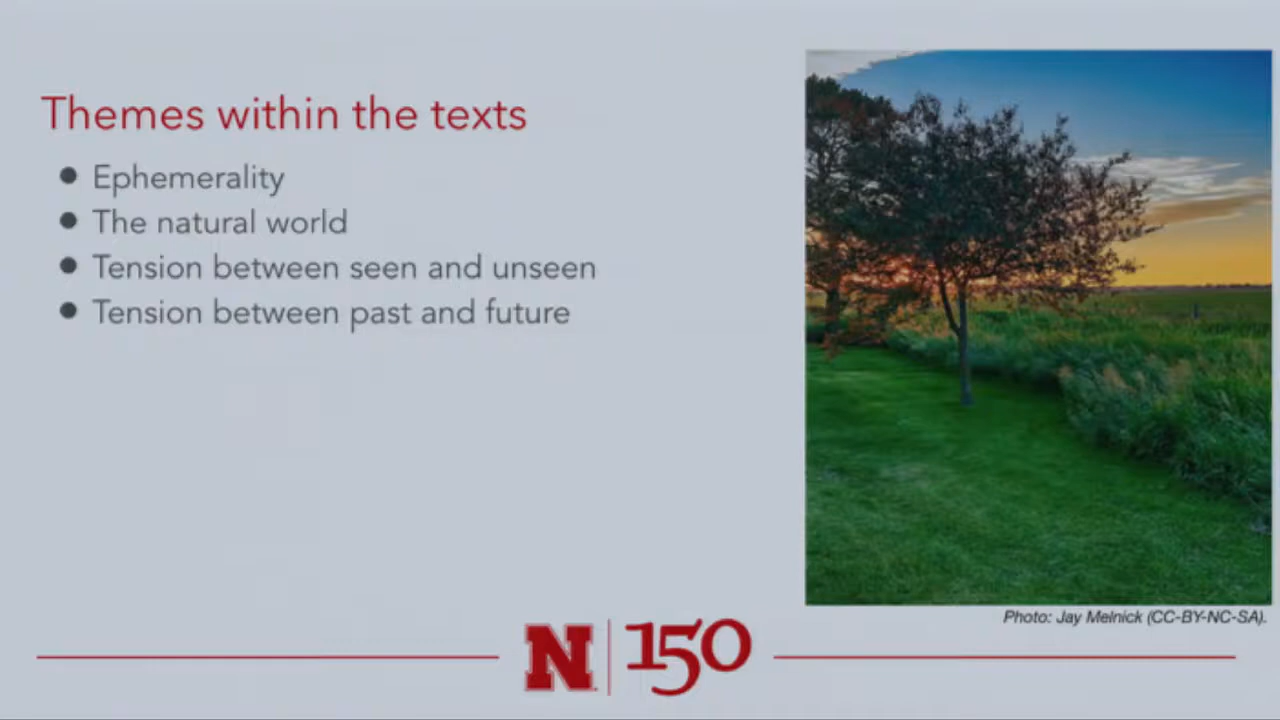 Themes within the texts
● Ephemerality
● The natural world
● Tension between seen and unseen
● Tension between past and future
Photo: Jay Melnick (CC-BY-NC-SA).
N 150